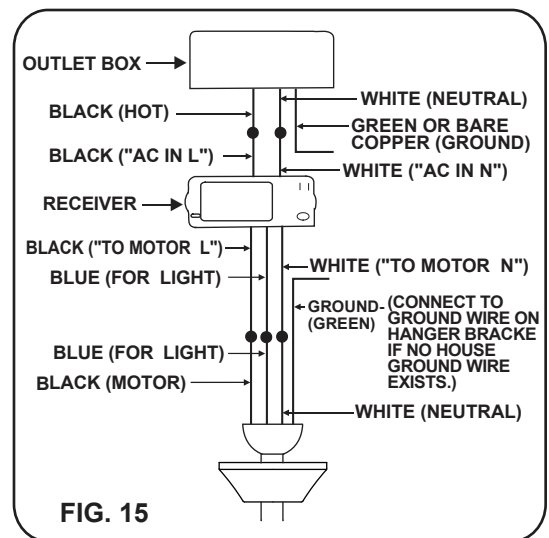 OUTLET BOX
BLACK (HOT)
WHITE (NEUTRAL)
GREEN OR BARE
COPPER (GROUND)
BLACK ("AC IN L")
WHITE ("AC IN N")
RECEIVER
BLACK ("TO MOTOR L")
WHITE ("TO MOTOR N")
BLUE (FOR LIGHT)
GROUND-
(GREEN)
(CONNECT TO
GROUND WIRE ON
HANGER BRACKE
IF NO HOUSE
GROUND WIRE
EXISTS.)
BLUE (FOR LIGHT)
BLACK (MOTOR)
WHITE (NEUTRAL)
FIG. 15